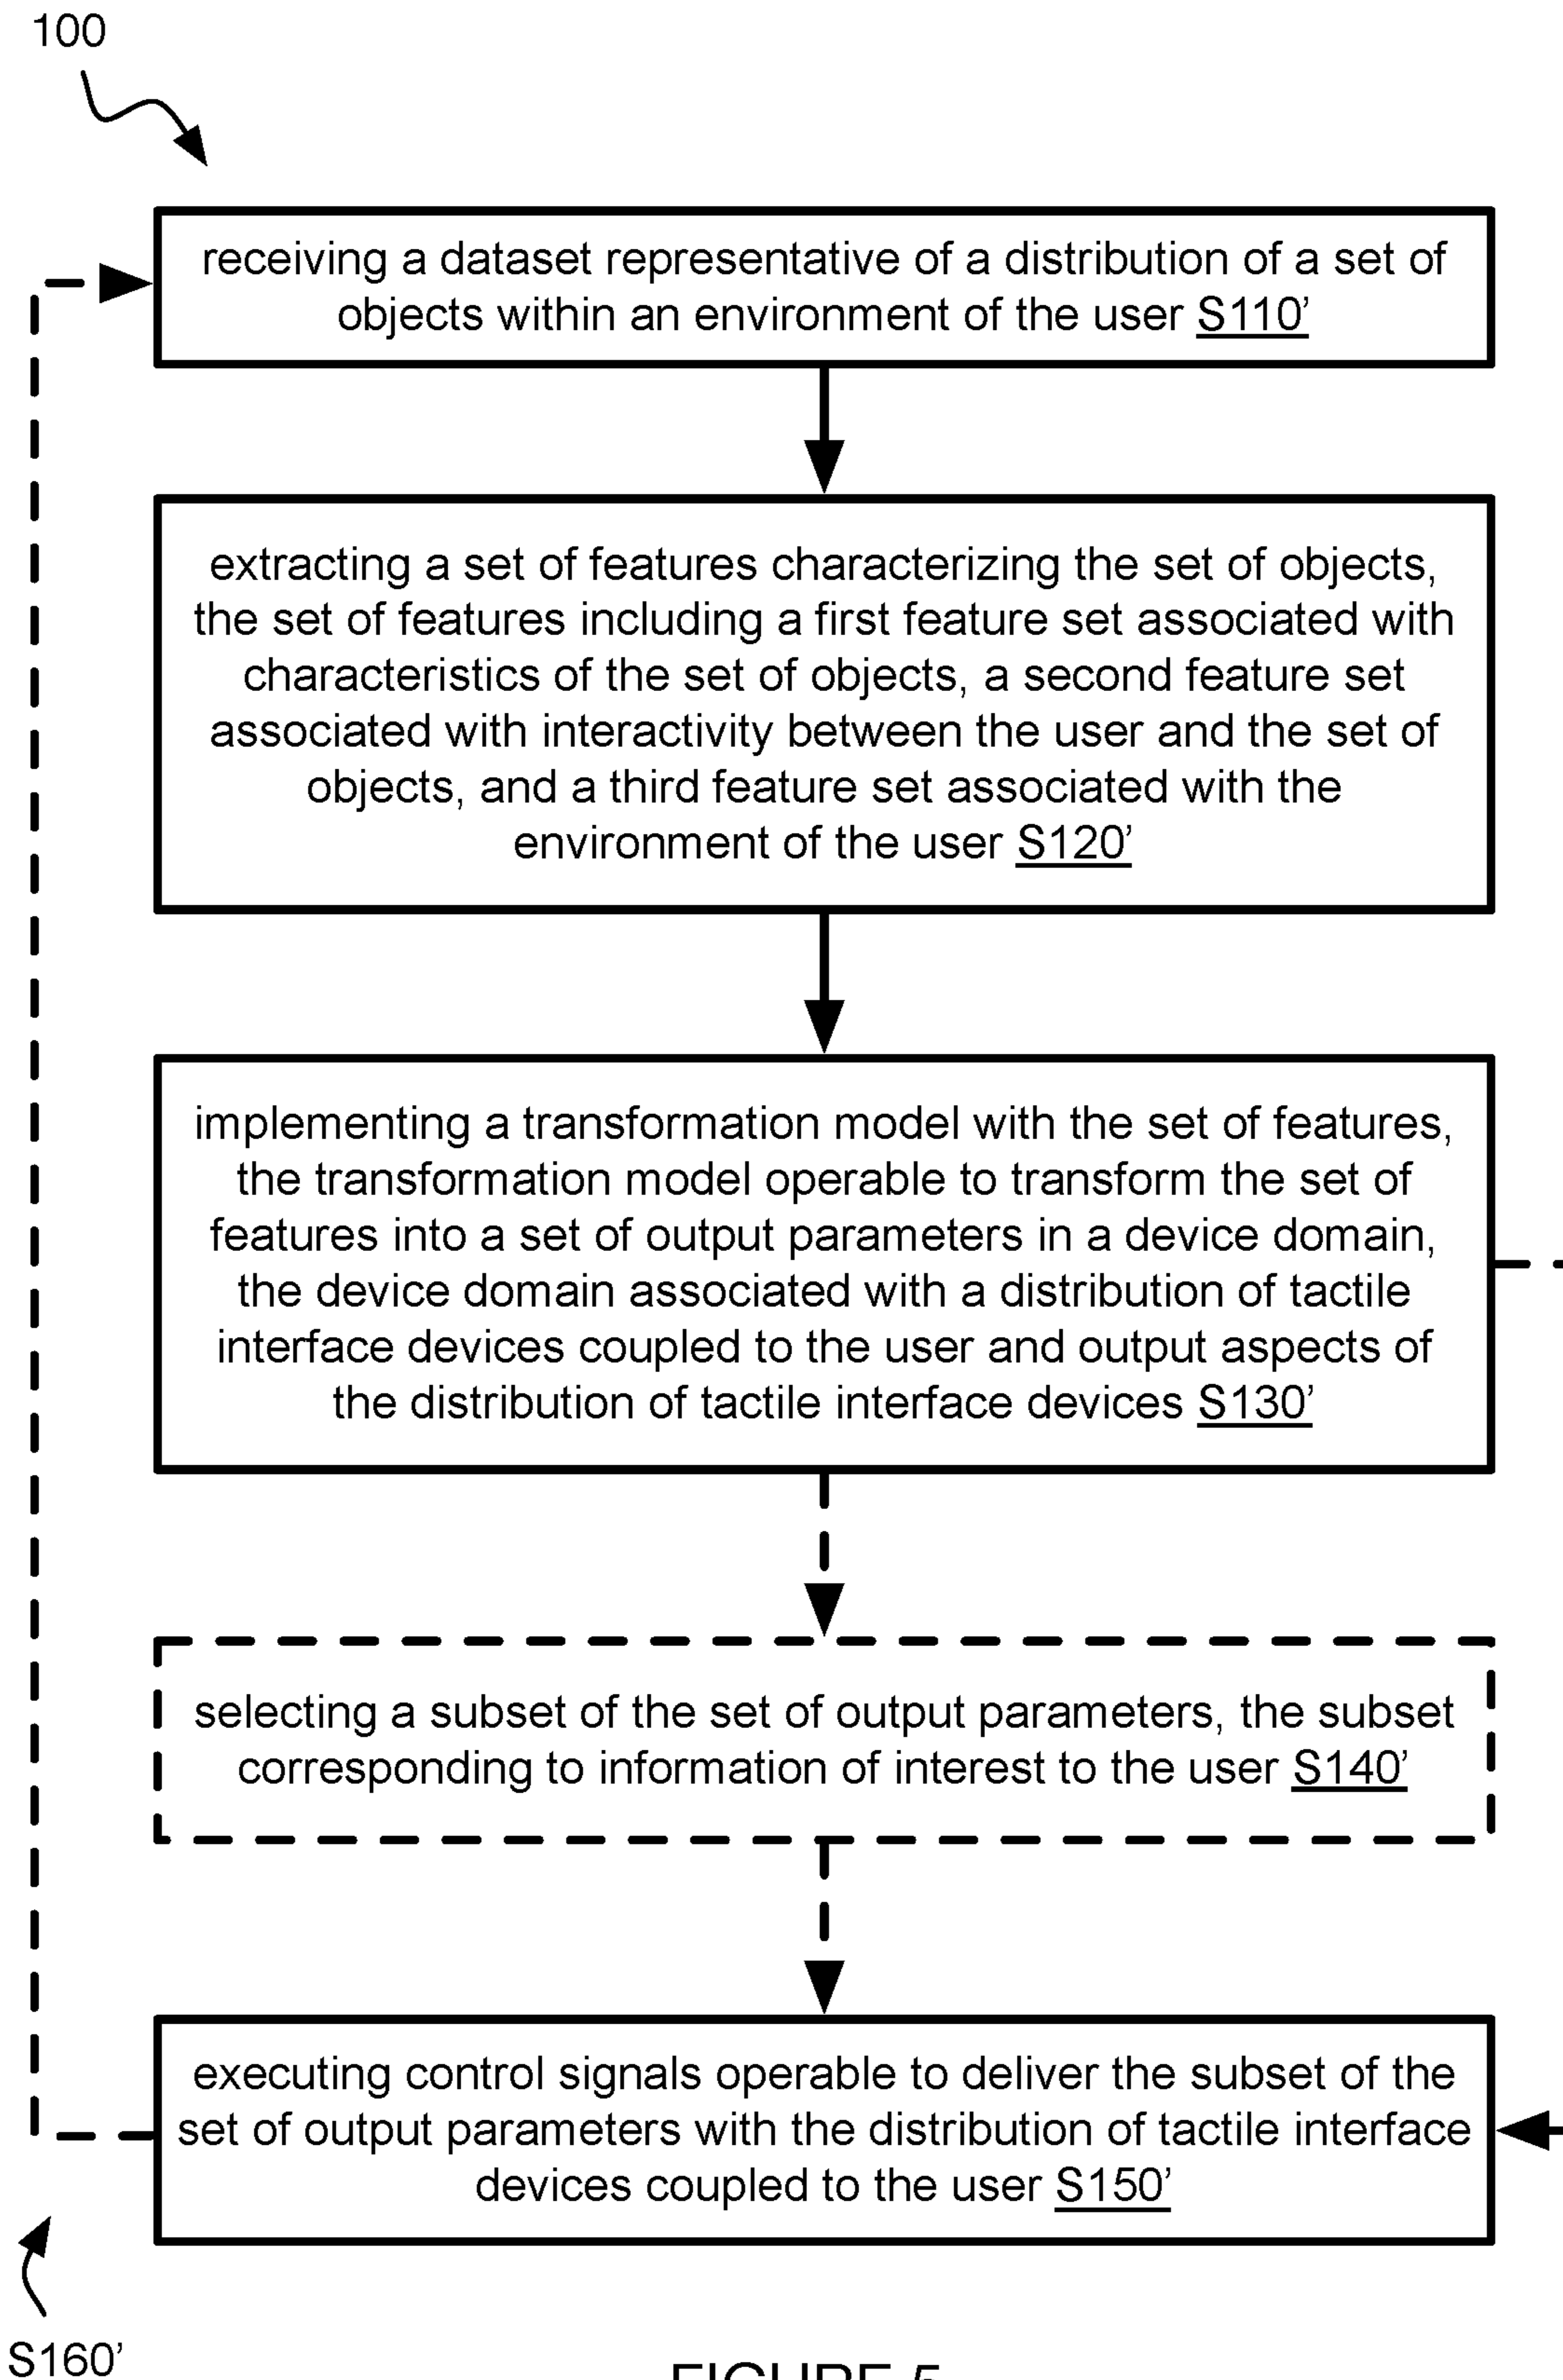 100
receiving a dataset representative of a distribution of a set of
objects within an environment of the user S110’
extracting a set of features characterizing the set of objects,
the set of features including a first feature set associated with
characteristics of the set of objects, a second feature set
associated with interactivity between the user and the set of
objects, and a third feature set associated with the
environment of the user S120’
implementing a transformation model with the set of features,
the transformation model operable to transform the set of
features into a set of output parameters in a device domain,
the device domain associated with a distribution of tactile
interface devices coupled to the user and output aspects of
the distribution of tactile interface devices S130’
selecting a subset of the set of output parameters, the subset
corresponding to information of interest to the user S140’
executing control signals operable to deliver the subset of the
set of output parameters with the distribution of tactile interface
devices coupled to the user S150’
S160’
FIGURE 5